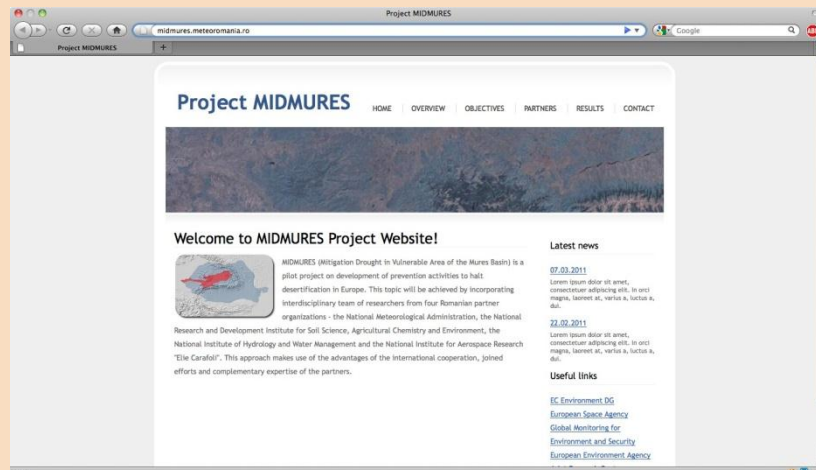 Project MIDMURES
midmures.meteoromania.ro
Google
ABP
Project MIDMURES
+
Project MIDMURES
HOME
OVERVIEW
OBJECTIVES
PARTNERS
RESULTS
CONTACT
Welcome to MIDMURES Project Website!
MIDMURES (Mitigation Drought in Vulnerable Area of the Mures Basin) is a
pilot project on development of prevention activities to halt
desertification in Europe. This topic will be achieved by incorporating
interdisciplinary team of researchers from four Romanian partner
organizations - the National Meteorological Administration, the National
Research and Development Institute for Soil Science, Agricultural Chemistry and Environment, the
National Institute of Hydrology and Water Management and the National Institute for Aerospace Research
"Elie Carafoli". This approach makes use of the advantages of the international cooperation, joined
efforts and complementary expertise of the partners.
Latest news
07.03.2011
Lorem ipsum dolor sit amet,
consectetuer adipiscing elit. In orci
magna, laoreet at, varius a, luctus a,
dui.
22.02.2011
Lorem ipsum dolor sit amet,
consectetuer adipiscing elit. In orci
magna, laoreet at, varius a, luctus a,
dui.
Useful links
EC Environment DG
European Space Agency
Global Monitoring for
Environment and Security
European Environment Agency